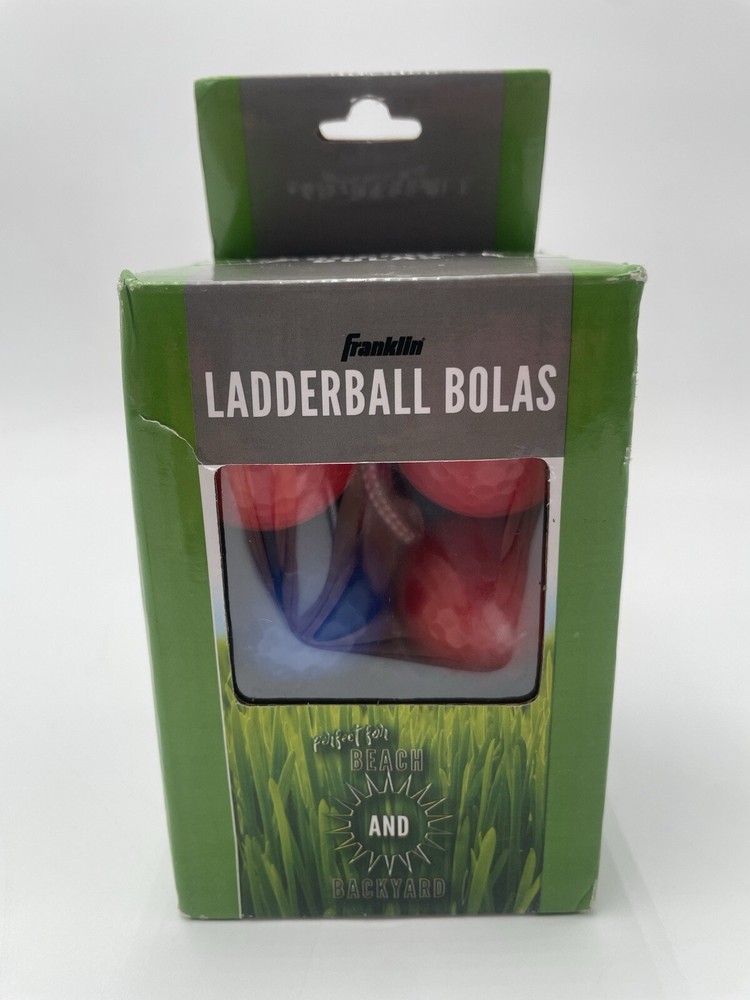 Franklin
LADDERBALL BOLAS
perfect for
BEACH
AND
BACKYARD